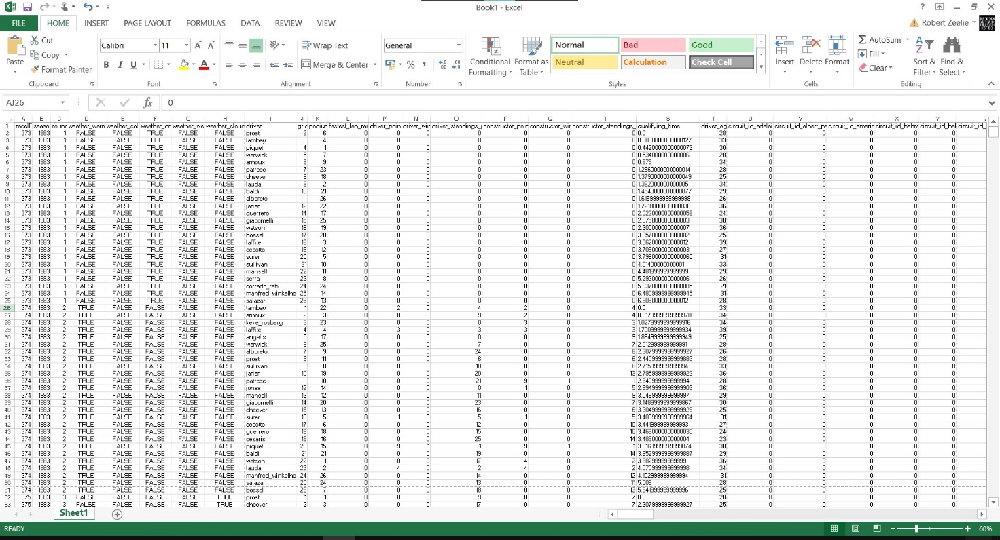 Book1 - Excel
FILE HOME INSERT PAGE LAYOUT FORMULAS DATA REVIEW VIEW Robert Zeelie
Paste Cut Copy Format Painter Clipboard
Calibri 11 B I U A Font
Wrap Text Merge & Center Alignment
General % Number
Conditional Formatting Format as Table Normal Bad Good Neutral Calculation Check Cell Styles
Insert Delete Format Cells
AutoSum Fill Clear Sort & Filter Find & Select Editing
AJ26 fx 0
A B C D E F G H I J K L M N O P Q R S T U V W X Y
1 season round weather_warn weather_col weather_dr weather_we weather_clou driver gric podiun fastest_lap_rar driver_poin driver_wir driver_standings_ constructor_poin constructor_wir constructor_standings_ qualifying_time driver_ag circuit_id_adelai circuit_id_albert_pa circuit_id_americ circuit_id_bahra circuit_id_bal circuit_id_
2 373 1983 1 FALSE FALSE TRUE FALSE FALSE prost 2 6 0 0 0 0 0 0 0 0.0 28 0 0 0 0 0
3 373 1983 1 FALSE FALSE TRUE FALSE FALSE tambay 3 4 0 0 0 0 0 0 0 0.08600000000001273 33 0 0 0 0 0
4 373 1983 1 FALSE FALSE TRUE FALSE FALSE piquet 4 1 0 0 0 0 0 0 0 0.4420000000000073 30 0 0 0 0 0
5 373 1983 1 FALSE FALSE TRUE FALSE FALSE warwick 5 7 0 0 0 0 0 0 0 0.534000000000006 28 0 0 0 0 0
6 373 1983 1 FALSE FALSE TRUE FALSE FALSE arnoux 6 9 0 0 0 0 0 0 0 0.875 34 0 0 0 0 0
7 373 1983 1 FALSE FALSE TRUE FALSE FALSE patrese 7 23 0 0 0 0 0 0 0 1.286000000000014 28 0 0 0 0 0
8 373 1983 1 FALSE FALSE TRUE FALSE FALSE cheever 8 18 0 0 0 0 0 0 0 1.3790000000000049 25 0 0 0 0 0
9 373 1983 1 FALSE FALSE TRUE FALSE FALSE lauda 9 2 0 0 0 0 0 0 0 1.382000000000005 34 0 0 0 0 0
10 373 1983 1 FALSE FALSE TRUE FALSE FALSE baldi 10 21 0 0 0 0 0 0 0 1.4540000000000077 29 0 0 0 0 0
11 373 1983 1 FALSE FALSE TRUE FALSE FALSE alboreto 11 26 0 0 0 0 0 0 0 1.6189999999999998 26 0 0 0 0 0
12 373 1983 1 FALSE FALSE TRUE FALSE FALSE jarier 12 22 0 0 0 0 0 0 0 1.7210000000000036 36 0 0 0 0 0
13 373 1983 1 FALSE FALSE TRUE FALSE FALSE guerrero 14 17 0 0 0 0 0 0 0 2.0220000000000056 24 0 0 0 0 0
14 373 1983 1 FALSE FALSE TRUE FALSE FALSE giacomelli 15 25 0 0 0 0 0 0 0 2.075000000000003 30 0 0 0 0 0
15 373 1983 1 FALSE FALSE TRUE FALSE FALSE watson 16 19 0 0 0 0 0 0 0 2.305000000000007 36 0 0 0 0 0
16 373 1983 1 FALSE FALSE TRUE FALSE FALSE boesel 17 20 0 0 0 0 0 0 0 3.057000000000002 25 0 0 0 0 0
17 373 1983 1 FALSE FALSE TRUE FALSE FALSE laffite 18 3 0 0 0 0 0 0 0 3.562000000000012 39 0 0 0 0 0
18 373 1983 1 FALSE FALSE TRUE FALSE FALSE cecotto 19 12 0 0 0 0 0 0 0 3.706000000000003 27 0 0 0 0 0
19 373 1983 1 FALSE FALSE TRUE FALSE FALSE surer 20 5 0 0 0 0 0 0 0 3.7960000000000065 31 0 0 0 0 0
20 373 1983 1 FALSE FALSE TRUE FALSE FALSE sullivan 21 10 0 0 0 0 0 0 0 4.01400000000001 33 0 0 0 0 0
21 373 1983 1 FALSE FALSE TRUE FALSE FALSE mansell 22 11 0 0 0 0 0 0 0 4.481999999999999 29 0 0 0 0 0
22 373 1983 1 FALSE FALSE TRUE FALSE FALSE serra 23 8 0 0 0 0 0 0 0 5.293000000000006 26 0 0 0 0 0
23 373 1983 1 FALSE FALSE TRUE FALSE FALSE corrado_fabi 24 24 0 0 0 0 0 0 0 5.6370000000000005 21 0 0 0 0 0
24 373 1983 1 FALSE FALSE TRUE FALSE FALSE manfred_winkelho 25 14 0 0 0 0 0 0 0 6.4809999999999945 31 0 0 0 0 0
25 373 1983 1 FALSE FALSE TRUE FALSE FALSE salazar 26 13 0 0 0 0 0 0 0 6.806000000000012 28 0 0 0 0 0
26 374 1983 2 TRUE FALSE FALSE FALSE FALSE tambay 1 22 0 2 0 4 2 0 4 0.0 33 0 0 0 0 0
27 374 1983 2 TRUE FALSE FALSE FALSE FALSE arnoux 2 3 0 0 0 9 2 0 4 0.8179999999999978 34 0 0 0 0 0
28 374 1983 2 TRUE FALSE FALSE FALSE FALSE keke_rosberg 3 23 0 0 0 0 3 0 3 1.0279999999999916 34 0 0 0 0 0
29 374 1983 2 TRUE FALSE FALSE FALSE FALSE laffite 4 4 0 3 0 3 3 0 3 1.7009999999999934 39 0 0 0 0 0
30 374 1983 2 TRUE FALSE FALSE FALSE FALSE angelis 5 17 0 0 0 0 0 0 9 1.8649999999999949 25 0 0 0 0 0
31 374 1983 2 TRUE FALSE FALSE FALSE FALSE warwick 6 25 0 0 0 7 0 0 7 2.012999999999991 28 0 0 0 0 0
32 374 1983 2 TRUE FALSE FALSE FALSE FALSE alboreto 7 9 0 0 0 24 0 0 8 2.3079999999999927 26 0 0 0 0 0
33 374 1983 2 TRUE FALSE FALSE FALSE FALSE prost 8 11 0 0 0 6 0 0 6 2.4409999999999883 28 0 0 0 0 0
34 374 1983 2 TRUE FALSE FALSE FALSE FALSE sullivan 9 8 0 0 0 10 0 0 8 2.715999999999994 33 0 0 0 0 0
35 374 1983 2 TRUE FALSE FALSE FALSE FALSE jarier 10 19 0 0 0 20 0 0 13 2.7959999999999923 36 0 0 0 0 0
36 374 1983 2 TRUE FALSE FALSE FALSE FALSE patrese 11 10 0 0 0 21 9 1 1 2.840999999999994 28 0 0 0 0 0
37 374 1983 2 TRUE FALSE FALSE FALSE FALSE jones 12 14 0 0 0 0 1 0 5 2.9949999999999903 36 0 0 0 0 0
38 374 1983 2 TRUE FALSE FALSE FALSE FALSE mansell 13 12 0 0 0 11 0 0 9 3.049999999999997 29 0 0 0 0 0
39 374 1983 2 TRUE FALSE FALSE FALSE FALSE giacomelli 14 20 0 0 0 23 0 0 7 3.1489999999999867 30 0 0 0 0 0
40 374 1983 2 TRUE FALSE FALSE FALSE FALSE cheever 15 13 0 0 0 16 0 0 6 3.3049999999999926 25 0 0 0 0 0
41 374 1983 2 TRUE FALSE FALSE FALSE FALSE surer 16 5 0 1 0 5 1 0 5 3.4039999999999964 31 0 0 0 0 0
42 374 1983 2 TRUE FALSE FALSE FALSE FALSE cecotto 17 6 0 0 0 12 0 0 10 3.441999999999993 27 0 0 0 0 0
43 374 1983 2 TRUE FALSE FALSE FALSE FALSE guerrero 18 18 0 0 0 15 0 0 10 3.4680000000000035 24 0 0 0 0 0
44 374 1983 2 TRUE FALSE FALSE FALSE FALSE cesaris 19 16 0 0 0 25 0 0 14 3.486000000000004 23 0 0 0 0 0
45 374 1983 2 TRUE FALSE FALSE FALSE FALSE piquet 20 15 0 9 1 1 9 1 1 3.9169999999999874 30 0 0 0 0 0
46 374 1983 2 TRUE FALSE FALSE FALSE FALSE baldi 21 21 0 0 0 19 0 0 14 3.9529999999999887 29 0 0 0 0 0
47 374 1983 2 TRUE FALSE FALSE FALSE FALSE watson 22 1 0 0 0 17 4 0 2 3.98299999999999 36 0 0 0 0 0
48 374 1983 2 TRUE FALSE FALSE FALSE FALSE lauda 23 2 0 4 0 2 4 0 2 4.070999999999998 34 0 0 0 0 0
49 374 1983 2 TRUE FALSE FALSE FALSE FALSE manfred_winkelho 24 26 0 0 0 14 0 0 12 4.102999999999994 31 0 0 0 0 0
50 374 1983 2 TRUE FALSE FALSE FALSE FALSE salazar 25 24 0 0 0 13 0 0 11 5.009 28 0 0 0 0 0
51 374 1983 2 TRUE FALSE FALSE FALSE FALSE boesel 26 7 0 0 0 18 0 0 13 5.641999999999996 25 0 0 0 0 0
52 375 1983 3 FALSE FALSE FALSE FALSE TRUE prost 1 1 0 0 0 9 0 0 7 0.0 28 0 0 0 0 0
53 375 1983 3 FALSE FALSE FALSE FALSE TRUE cheever 2 3 0 0 0 17 0 0 7 2.3079999999999927 25 0 0 0 0 0
Sheet1
READY 60%